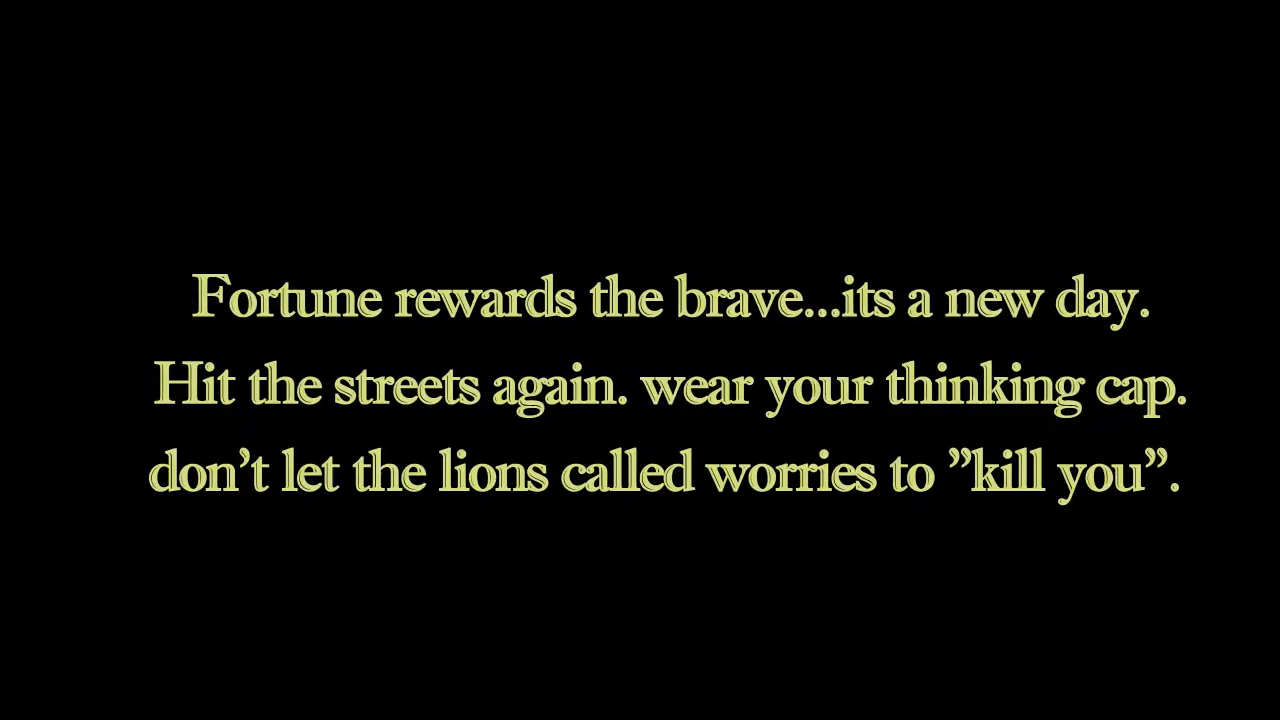 Fortune rewards the brave...its a new day.
Hit the streets again. wear your thinking cap.
don't let the lions called worries to ”kill you”.